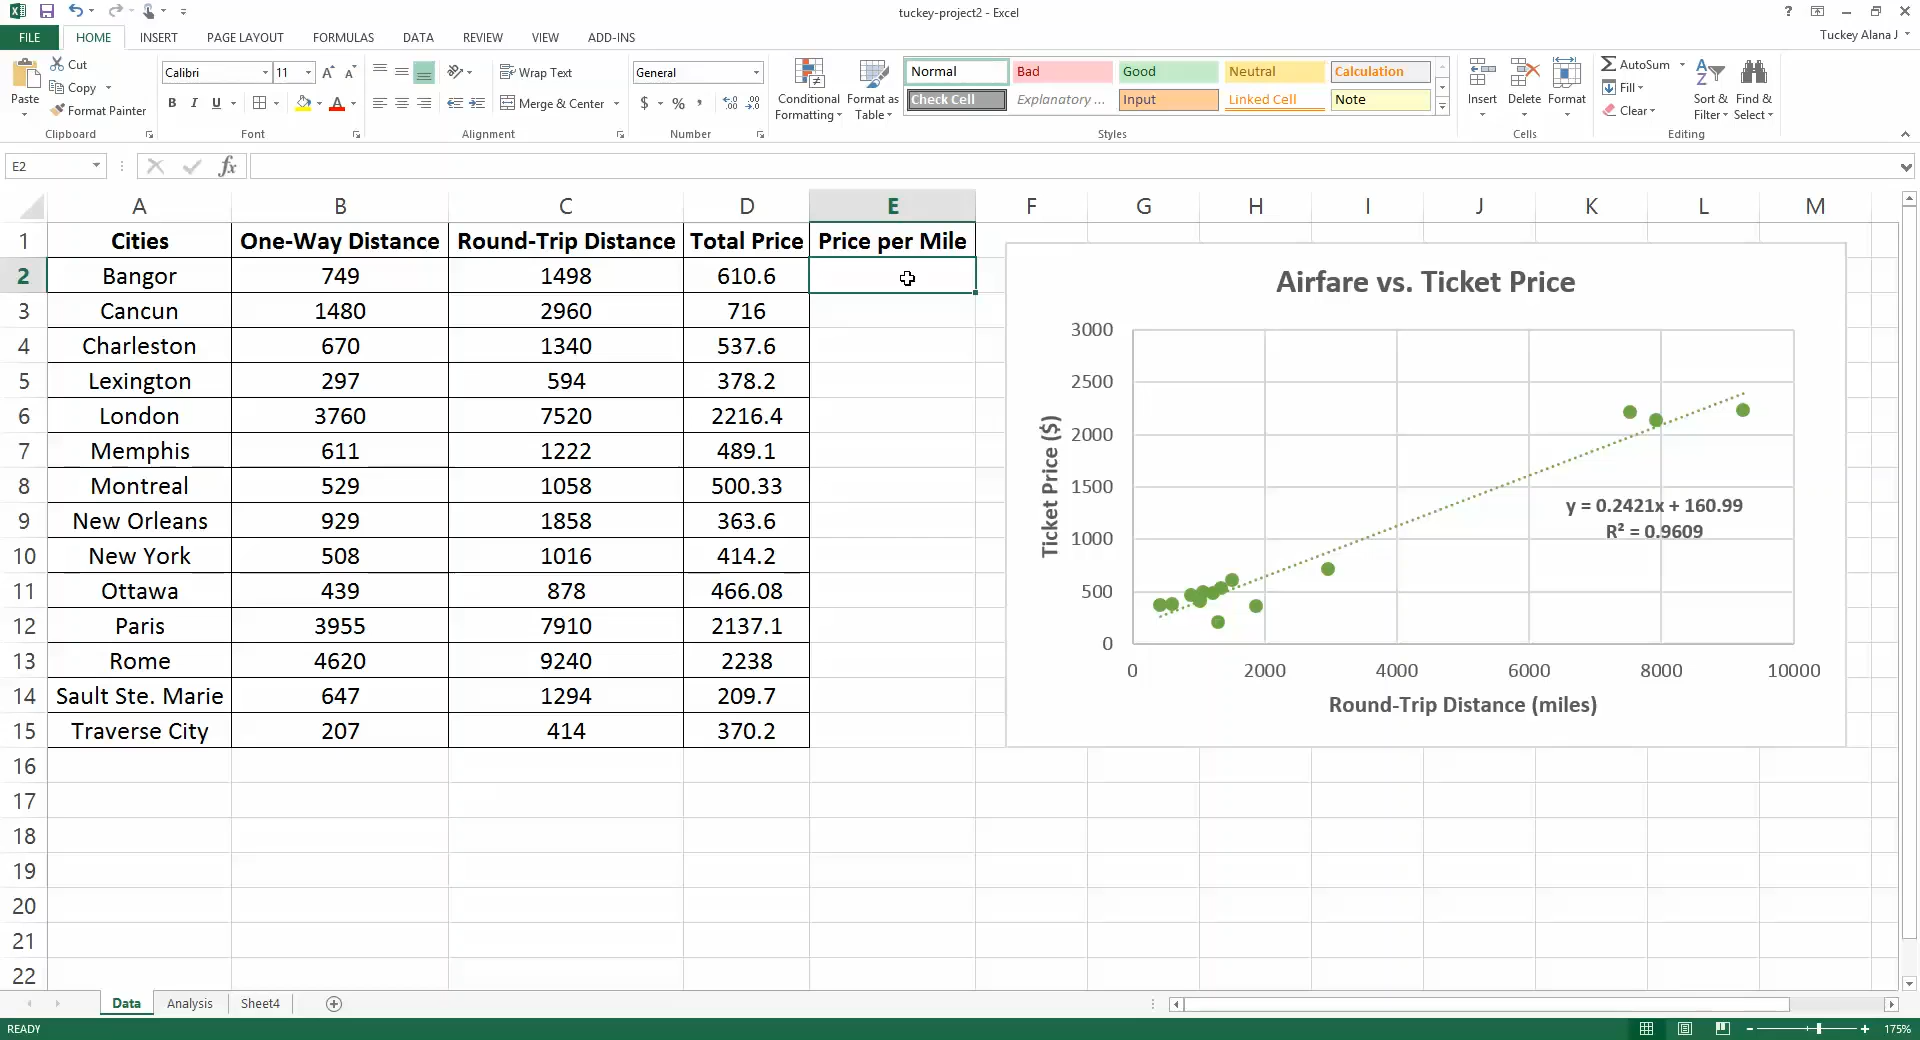 tuckey-project2 - Excel
FILE HOME INSERT PAGE LAYOUT FORMULAS DATA REVIEW VIEW ADD-INS Tuckey Alana J
Paste Cut Copy Format Painter Clipboard
Calibri 11 B I U A Font
Wrap Text Merge & Center Alignment
General $ % , Number
Conditional Formatting Format as Table
Normal Bad Good Neutral Calculation
Check Cell Explanatory ... Input Linked Cell Note
Styles
Insert Delete Format Cells
AutoSum Fill Clear Sort & Filter Find & Select Editing
E2 fx
A B C D E F G H I J K L M
1 Cities One-Way Distance Round-Trip Distance Total Price Price per Mile
2 Bangor 749 1498 610.6
3 Cancun 1480 2960 716
4 Charleston 670 1340 537.6
5 Lexington 297 594 378.2
6 London 3760 7520 2216.4
7 Memphis 611 1222 489.1
8 Montreal 529 1058 500.33
9 New Orleans 929 1858 363.6
10 New York 508 1016 414.2
11 Ottawa 439 878 466.08
12 Paris 3955 7910 2137.1
13 Rome 4620 9240 2238
14 Sault Ste. Marie 647 1294 209.7
15 Traverse City 207 414 370.2
16
17
18
19
20
21
22
Airfare vs. Ticket Price
Ticket Price ($)
3000
2500
2000
1500
1000
500
0
y = 0.2421x + 160.99
R² = 0.9609
0 2000 4000 6000 8000 10000
Round-Trip Distance (miles)
Data Analysis Sheet4
READY 175%